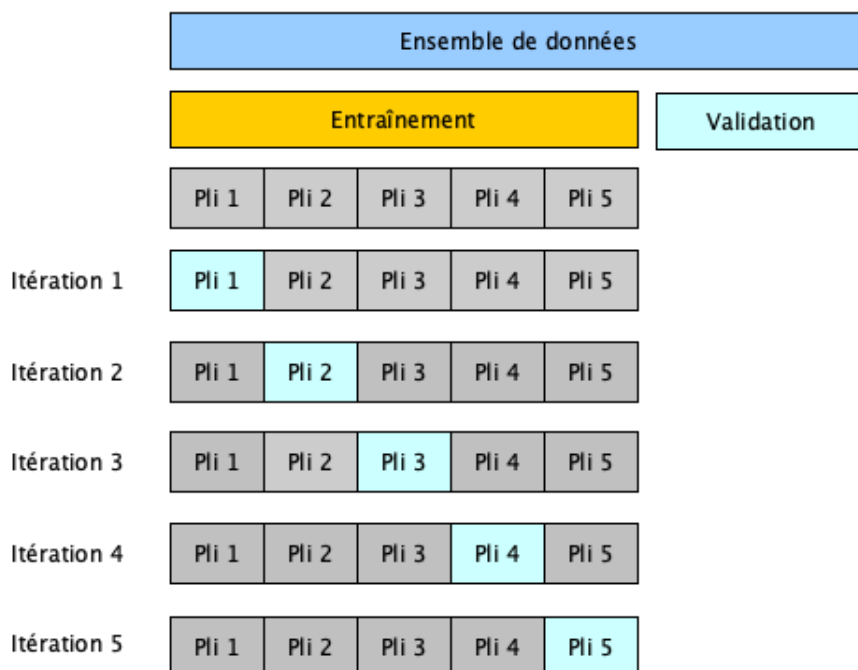 Ensemble de données
Entraînement Validation
Pli 1 Pli 2 Pli 3 Pli 4 Pli 5
Itération 1 Pli 1 Pli 2 Pli 3 Pli 4 Pli 5
Itération 2 Pli 1 Pli 2 Pli 3 Pli 4 Pli 5
Itération 3 Pli 1 Pli 2 Pli 3 Pli 4 Pli 5
Itération 4 Pli 1 Pli 2 Pli 3 Pli 4 Pli 5
Itération 5 Pli 1 Pli 2 Pli 3 Pli 4 Pli 5